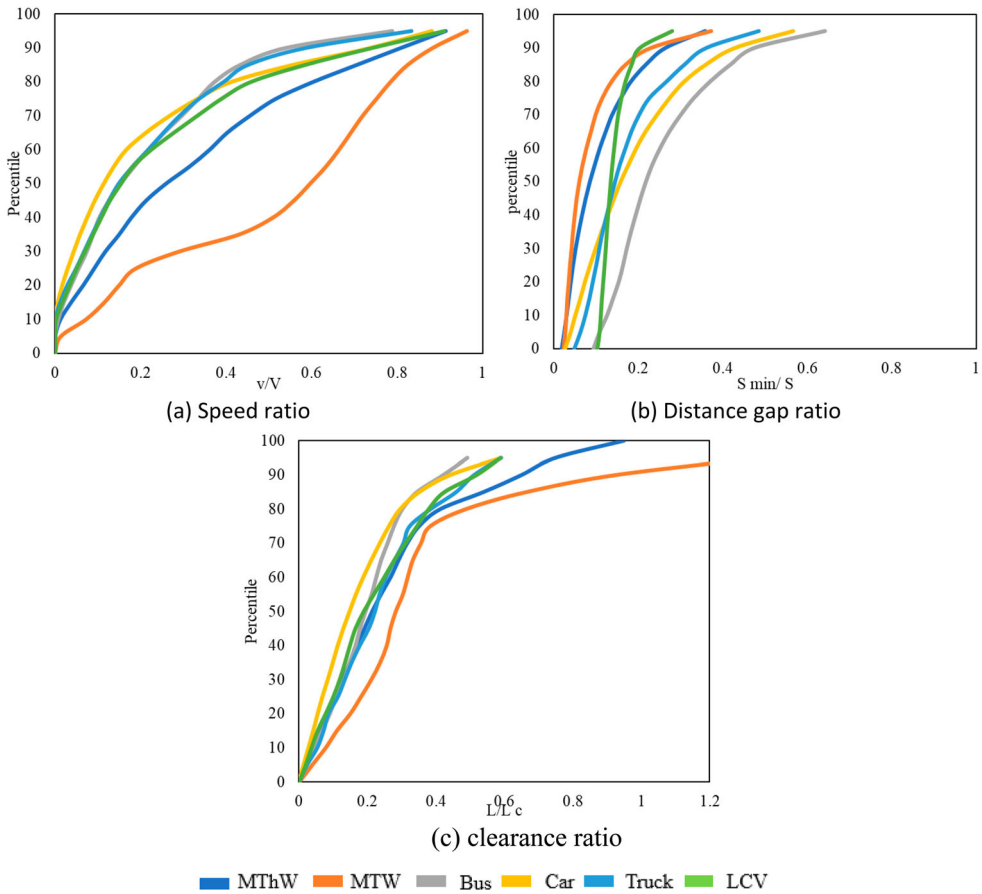 100
90
80
70
60
50
40
30
20
10
0
Percentile
0 0.2 0.4 0.6 0.8 1
v/V
(a) Speed ratio
100
90
80
70
60
50
40
30
20
10
0
percentile
0 0.2 0.4 0.6 0.8 1
S min/ S
(b) Distance gap ratio
100
90
80
70
60
50
40
30
20
10
0
Percentile
0 0.2 0.4 0.6 0.8 1 1.2
L/L c
(c) clearance ratio
MThW MTW Bus Car Truck LCV